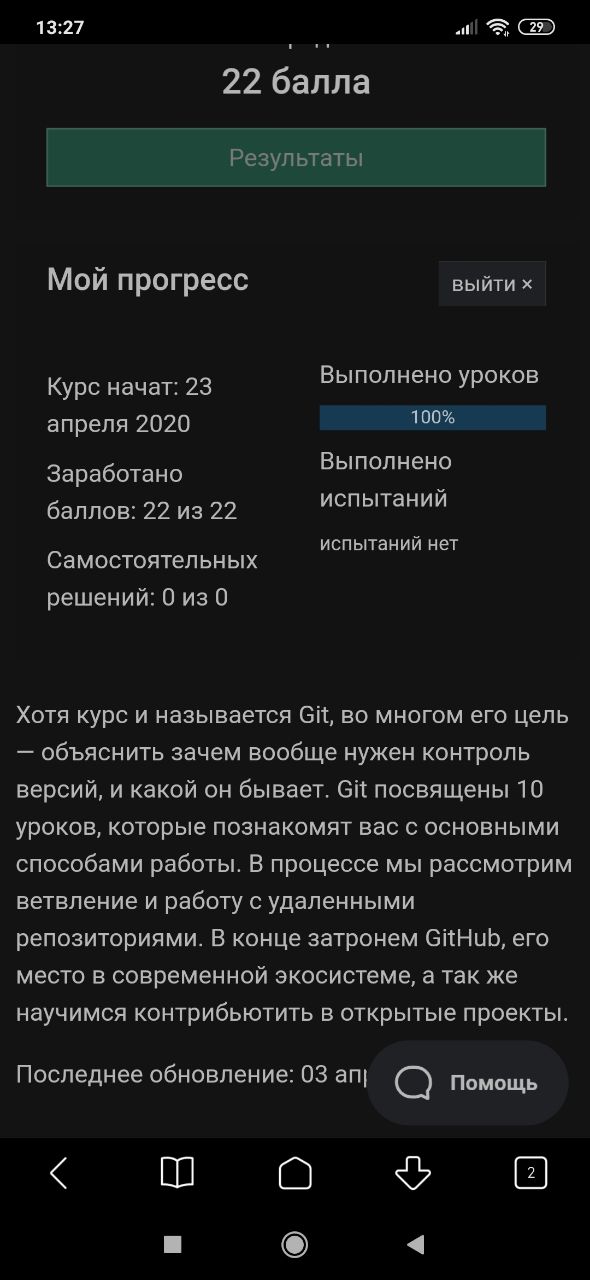 13:27
29
22 балла
Результаты
Мой прогресс
выйти ×
Курс начат: 23
апреля 2020
Заработано
баллов: 22 из 22
Самостоятельных
решений: 0 из 0
Выполнено уроков
100%
Выполнено
испытаний
испытаний нет
Хотя курс и называется Git, во многом его цель
— объяснить зачем вообще нужен контроль
версий, и какой он бывает. Git посвящены 10
уроков, которые познакомят вас с основными
способами работы. В процессе мы рассмотрим
ветвление и работу с удаленными
репозиториями. В конце затронем GitHub, его
место в современной экосистеме, а так же
научимся контрибьютить в открытые проекты.
Последнее обновление: 03
Помощь
2